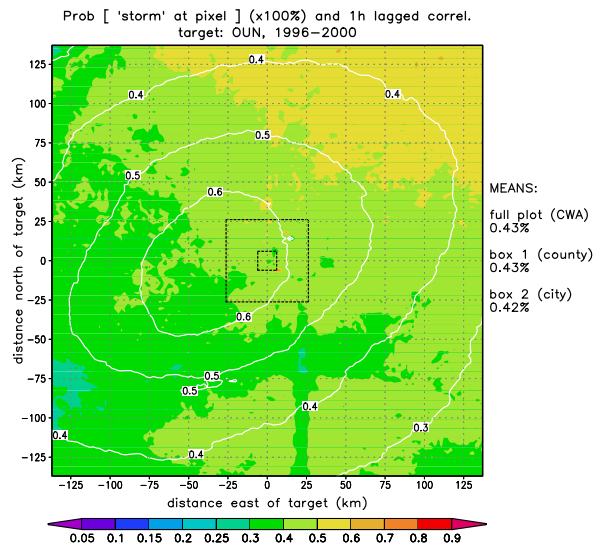 Prob [ 'storm' at pixel ] (x100%) and 1h lagged correl.
target: OUN, 1996-2000
distance north of target (km)
125
100
75
50
25
0
-25
-50
-75
-100
-125
0.4
0.4
0.4
0.5
0.5
0.6
0.6
0.5
0.5
0.4
0.3
0.4
0.4
MEANS:
full plot (CWA)
0.43%
box 1 (county)
0.43%
box 2 (city)
0.42%
-125 -100 -75 -50 -25 0 25 50 75 100 125
distance east of target (km)
0.05 0.1 0.15 0.2 0.25 0.3 0.4 0.5 0.6 0.7 0.8 0.9